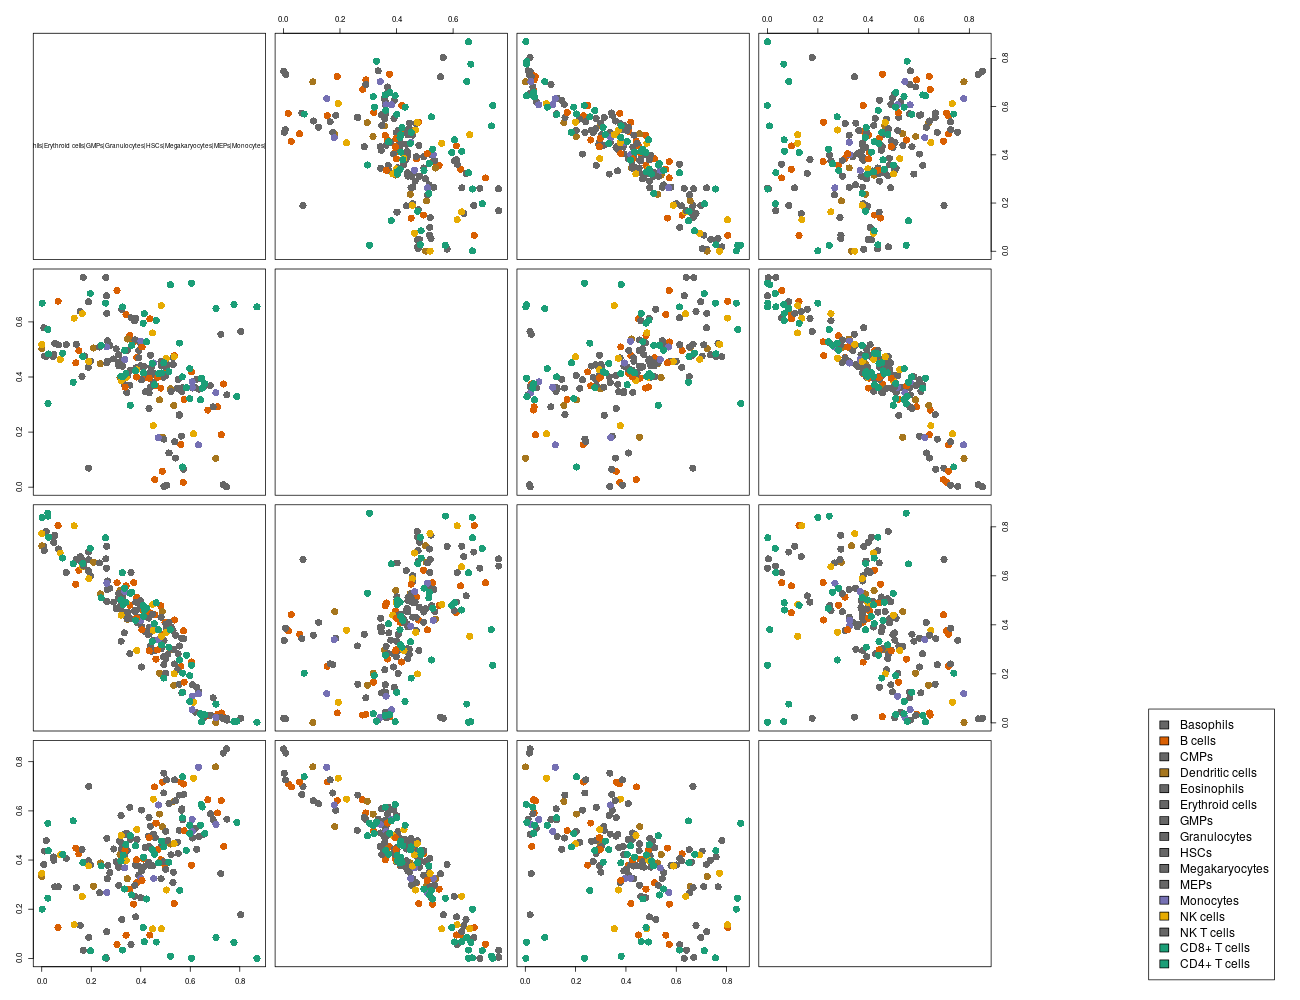 0.0 0.4 0.6
0.0 0.2 0.4 0.6 0.8
ils|Erythroid cells|GMPs|Granulocytes|HSCs|Megakaryocytes|MEPs|Monocytes|
0.0 0.2 0.4 0.6 0.8
0.0 0.4 0.6
0.0 0.2 0.4 0.6 0.8
0.0 0.2 0.4 0.6 0.8
0.0 0.2 0.4 0.6 0.8
0.0 0.2 0.4 0.6 0.8
Basophils
B cells
CMPs
Dendritic cells
Eosinophils
Erythroid cells
GMPs
Granulocytes
HSCs
Megakaryocytes
MEPs
Monocytes
NK cells
NK T cells
CD8+ T cells
CD4+ T cells